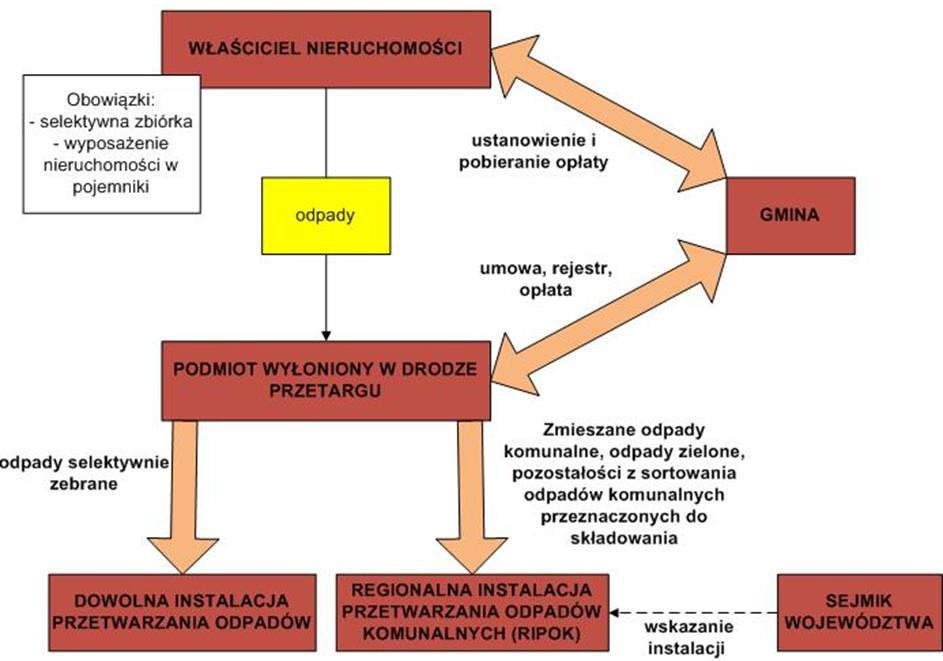 WŁAŚCICIEL NIERUCHOMOŚCI
Obowiązki:
- selektywna zbiórka
- wyposażenie
nieruchomości w
pojemniki
ustanowienie i
pobieranie opłaty
odpady
GMINA
umowa, rejestr,
opłata
PODMIOT WYŁONIONY W DRODZE
PRZETARGU
odpady selektywnie
zebrane
Zmieszane odpady
komunalne, odpady zielone,
pozostałości z sortowania
odpadów komunalnych
przeznaczonych do
składowania
DOWOLNA INSTALACJA
PRZETWARZANIA ODPADÓW
REGIONALNA INSTALACJA
PRZETWARZANIA ODPADÓW
KOMUNALNYCH (RIPOK)
wskazanie
instalacji
SEJMIK
WOJEWÓDZTWA